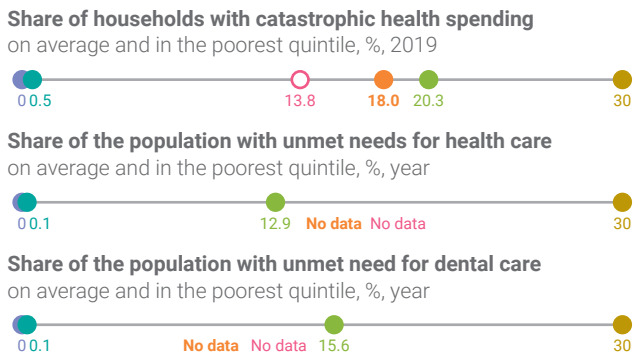 Share of households with catastrophic health spending
on average and in the poorest quintile, %, 2019
0 0.5 13.8 18.0 20.3 30
Share of the population with unmet needs for health care
on average and in the poorest quintile, %, year
0 0.1 12.9 No data No data 30
Share of the population with unmet need for dental care
on average and in the poorest quintile, %, year
0 0.1 No data No data 15.6 30